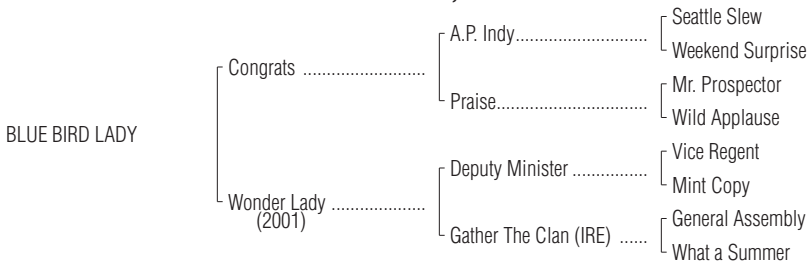 Seattle Slew
A.P. Indy..............................
Weekend Surprise
Congrats ............................
Mr. Prospector
Praise..................................
Wild Applause
BLUE BIRD LADY
Vice Regent
Deputy Minister .................
Mint Copy
Wonder Lady ......................
(2001)
General Assembly
Gather The Clan (IRE) ......
What a Summer